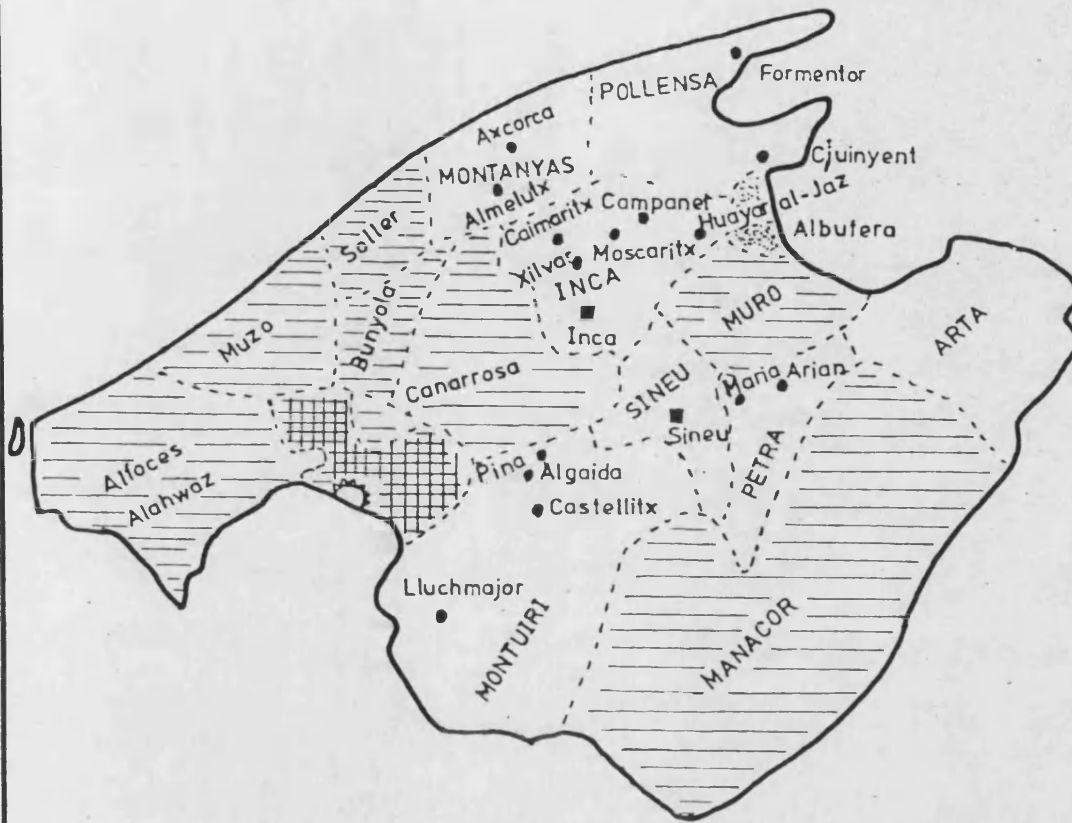 POLLENSA
Formentor
Axcorca
Cjuinyent
MONTANYAS
Almelutx
Campanet
Huayar al-Jaz
Caimaritx
Albufera
Soller
Moscaritx
Xilvar
INCA
Bunyola
MURO
Muzo
Inca
ARTA
Canarrosa
SINEU
Maria
Arian
Sineu
Pina
Algaida
PETRA
Alfoces
Alahwaz
Castellitx
Lluchmajor
MONTUIRI
MANACOR